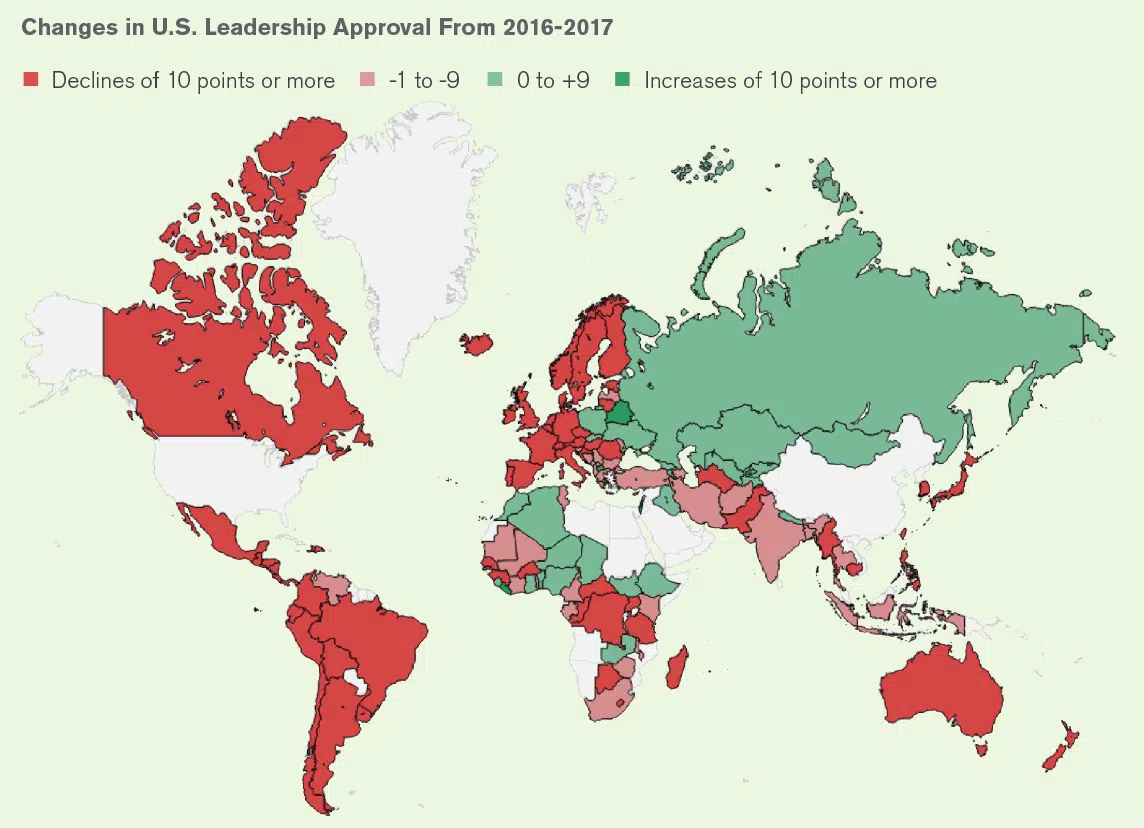 Changes in U.S. Leadership Approval From 2016-2017
Declines of 10 points or more -1 to -9 0 to +9 Increases of 10 points or more